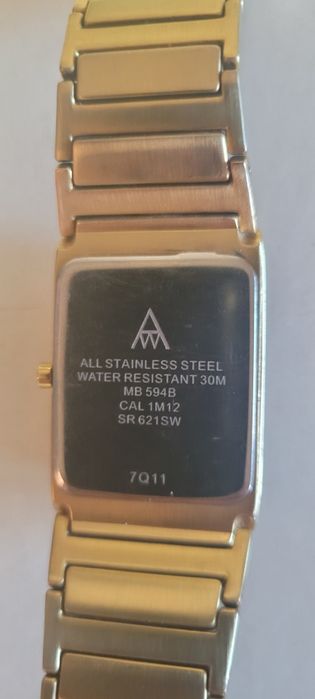 ALL STAINLESS STEEL
WATER RESISTANT 30M
MB 594B
CAL 1M12
SR 621SW
7Q11